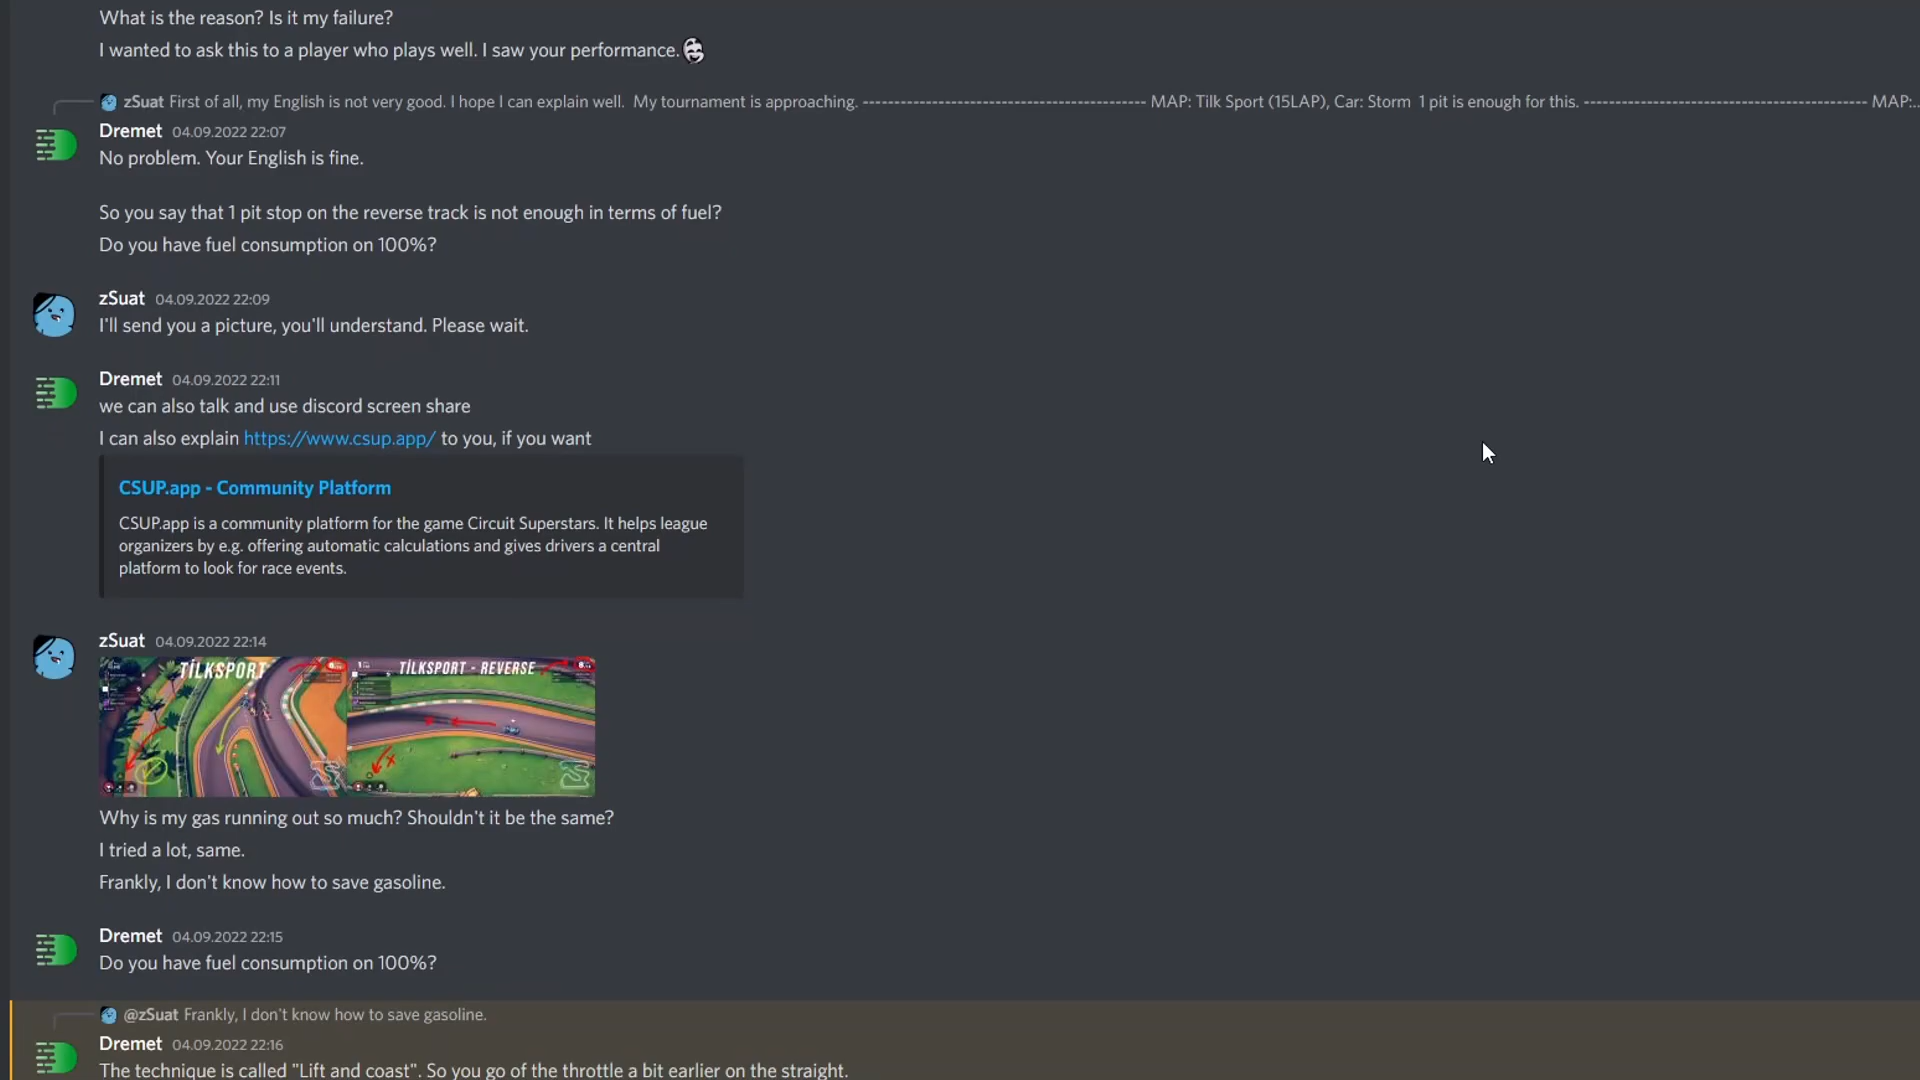 What is the reason? Is it my failure?
I wanted to ask this to a player who plays well. I saw your performance.
zSuat First of all, my English is not very good. I hope I can explain well. My tournament is approaching. ---------------------------------------------- MAP: Tilk Sport (15LAP), Car: Storm 1 pit is enough for this. ---------------------------------------------- MAP:...
Dremet 04.09.2022 22:07
No problem. Your English is fine.
So you say that 1 pit stop on the reverse track is not enough in terms of fuel?
Do you have fuel consumption on 100%?
zSuat 04.09.2022 22:09
I'll send you a picture, you'll understand. Please wait.
Dremet 04.09.2022 22:11
we can also talk and use discord screen share
I can also explain https://www.csup.app/ to you, if you want
CSUP.app - Community Platform
CSUP.app is a community platform for the game Circuit Superstars. It helps league
organizers by e.g. offering automatic calculations and gives drivers a central
platform to look for race events.
zSuat 04.09.2022 22:14
TİLKSPORT
TİLKSPORT - REVERSE
Why is my gas running out so much? Shouldn't it be the same?
I tried a lot, same.
Frankly, I don't know how to save gasoline.
Dremet 04.09.2022 22:15
Do you have fuel consumption on 100%?
@zSuat Frankly, I don't know how to save gasoline.
Dremet 04.09.2022 22:16
The technique is called "Lift and coast". So you go of the throttle a bit earlier on the straight.